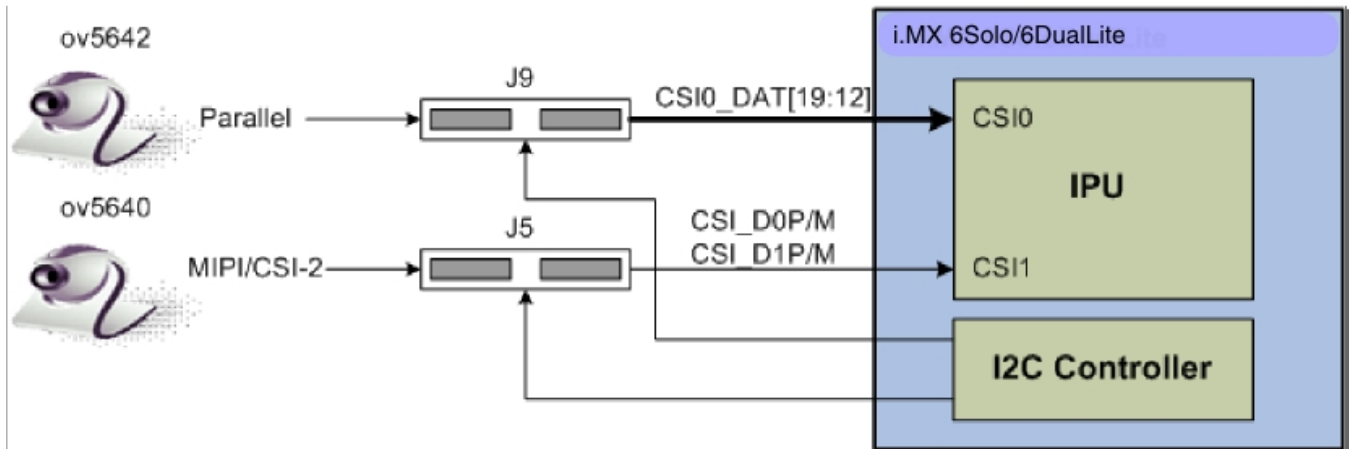 ov5642
i.MX 6Solo/6DualLite
J9
Parallel
CSI0_DAT[19:12]
CSI0
IPU
ov5640
J5
CSI_D0P/M
CSI_D1P/M
MIPI/CSI-2
CSI1
I2C Controller